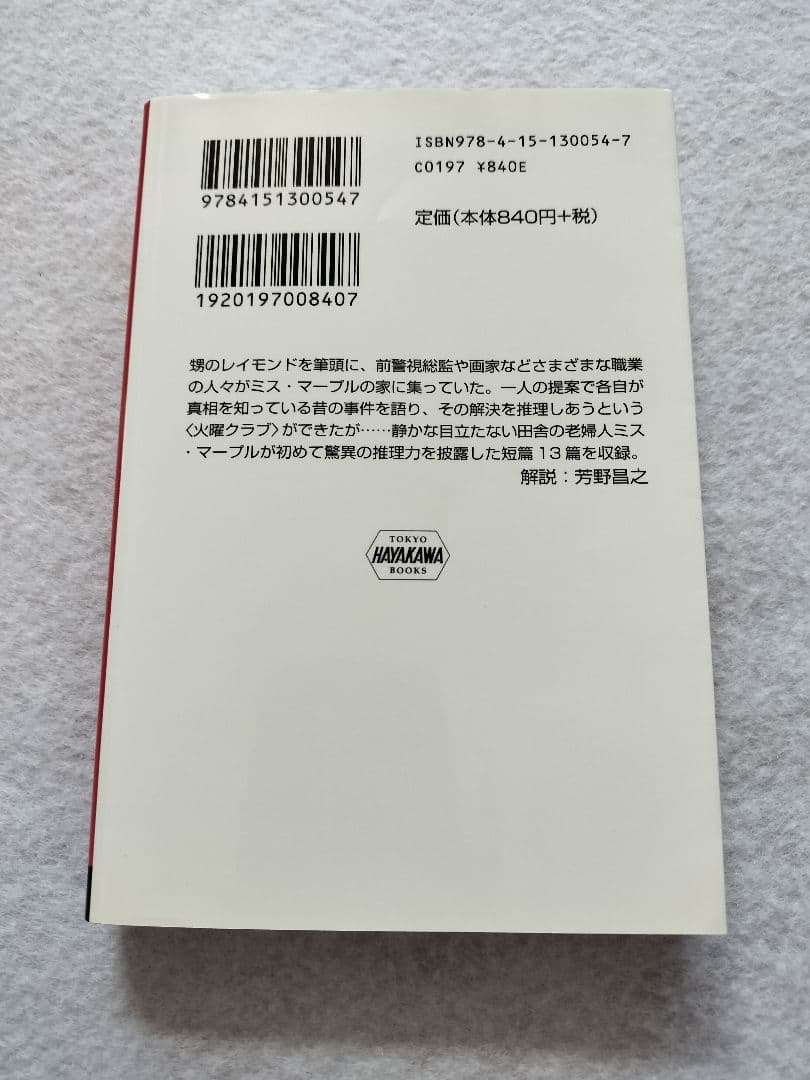 ISBN978-4-15-130054-7
C0197 ¥840E
9784151300547
定価(本体840円+税)
1920197008407
甥のレイモンドを筆頭に、前警視総監や画家などさまざまな職業
の人々がミス・マープルの家に集っていた。一人の提案で各自が
真相を知っている昔の事件を語り、その解決を推理しあうという
〈火曜クラブ〉ができたが……静かな目立たない田舎の老婦人ミス
・マープルが初めて驚異の推理力を披露した短篇13篇を収録。
解説：芳野昌之
TOKYO
HAYAKAWA
BOOKS